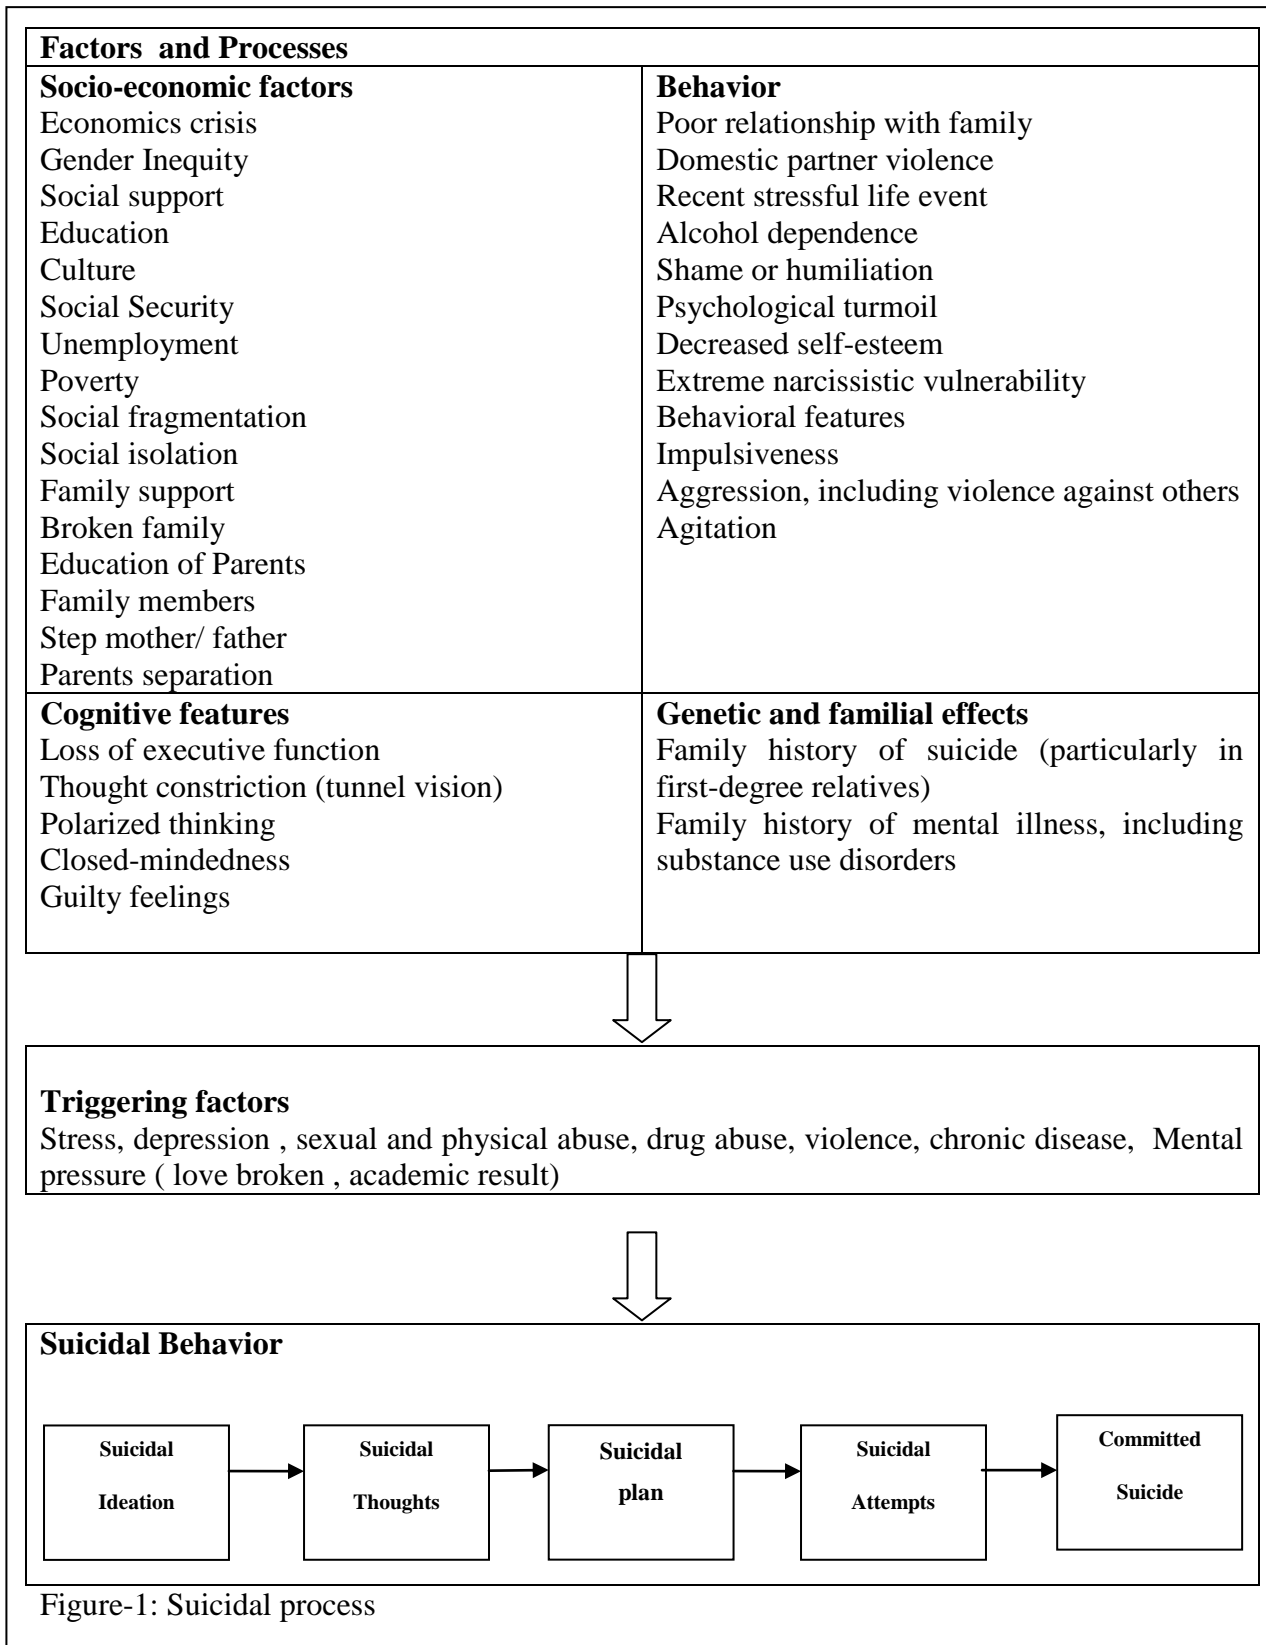 Factors and Processes
Socio-economic factors
Economics crisis
Gender Inequity
Social support
Education
Culture
Social Security
Unemployment
Poverty
Social fragmentation
Social isolation
Family support
Broken family
Education of Parents
Family members
Step mother/ father
Parents separation
Behavior
Poor relationship with family
Domestic partner violence
Recent stressful life event
Alcohol dependence
Shame or humiliation
Psychological turmoil
Decreased self-esteem
Extreme narcissistic vulnerability
Behavioral features
Impulsiveness
Aggression, including violence against others
Agitation
Cognitive features
Loss of executive function
Thought constriction (tunnel vision)
Polarized thinking
Closed-mindedness
Guilty feelings
Genetic and familial effects
Family history of suicide (particularly in
first-degree relatives)
Family history of mental illness, including
substance use disorders
Triggering factors
Stress, depression , sexual and physical abuse, drug abuse, violence, chronic disease, Mental
pressure ( love broken , academic result)
Suicidal Behavior
Suicidal
Ideation
Suicidal
Thoughts
Suicidal
plan
Suicidal
Attempts
Committed
Suicide
Figure-1: Suicidal process